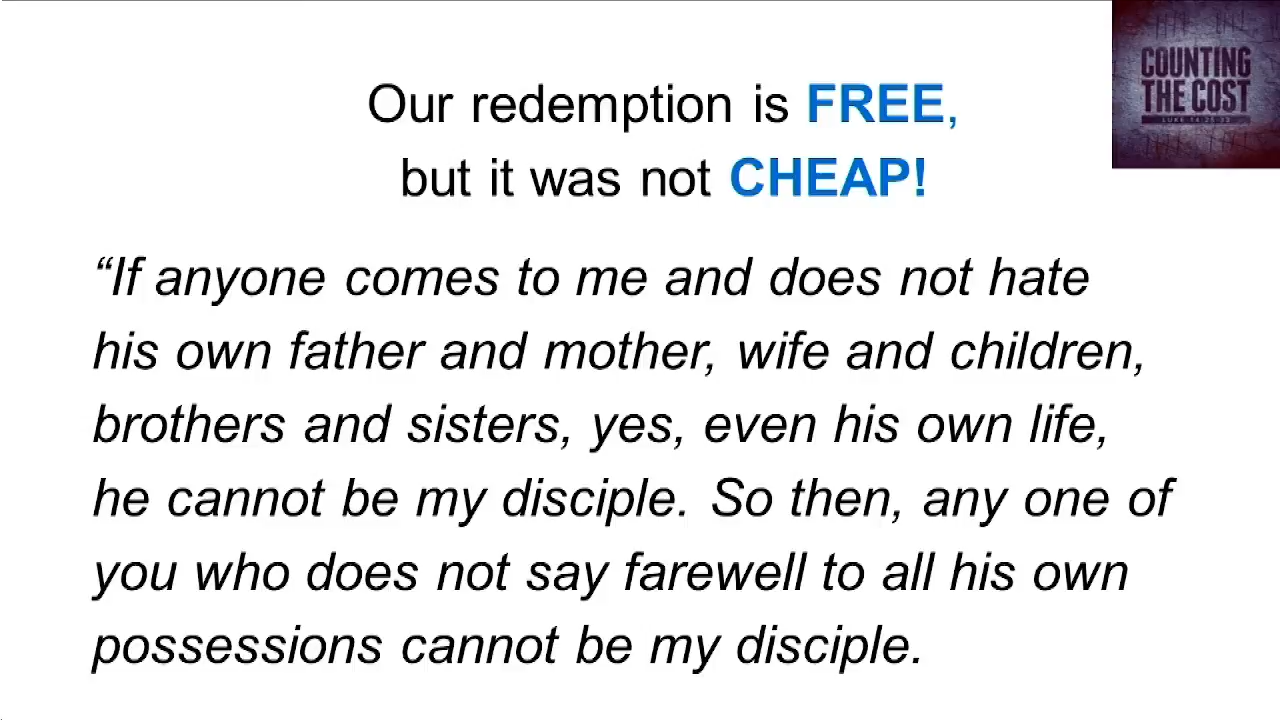 COUNTING
THE COST
Our redemption is FREE,
but it was not CHEAP!
“If anyone comes to me and does not hate
his own father and mother, wife and children,
brothers and sisters, yes, even his own life,
he cannot be my disciple. So then, any one of
you who does not say farewell to all his own
possessions cannot be my disciple.